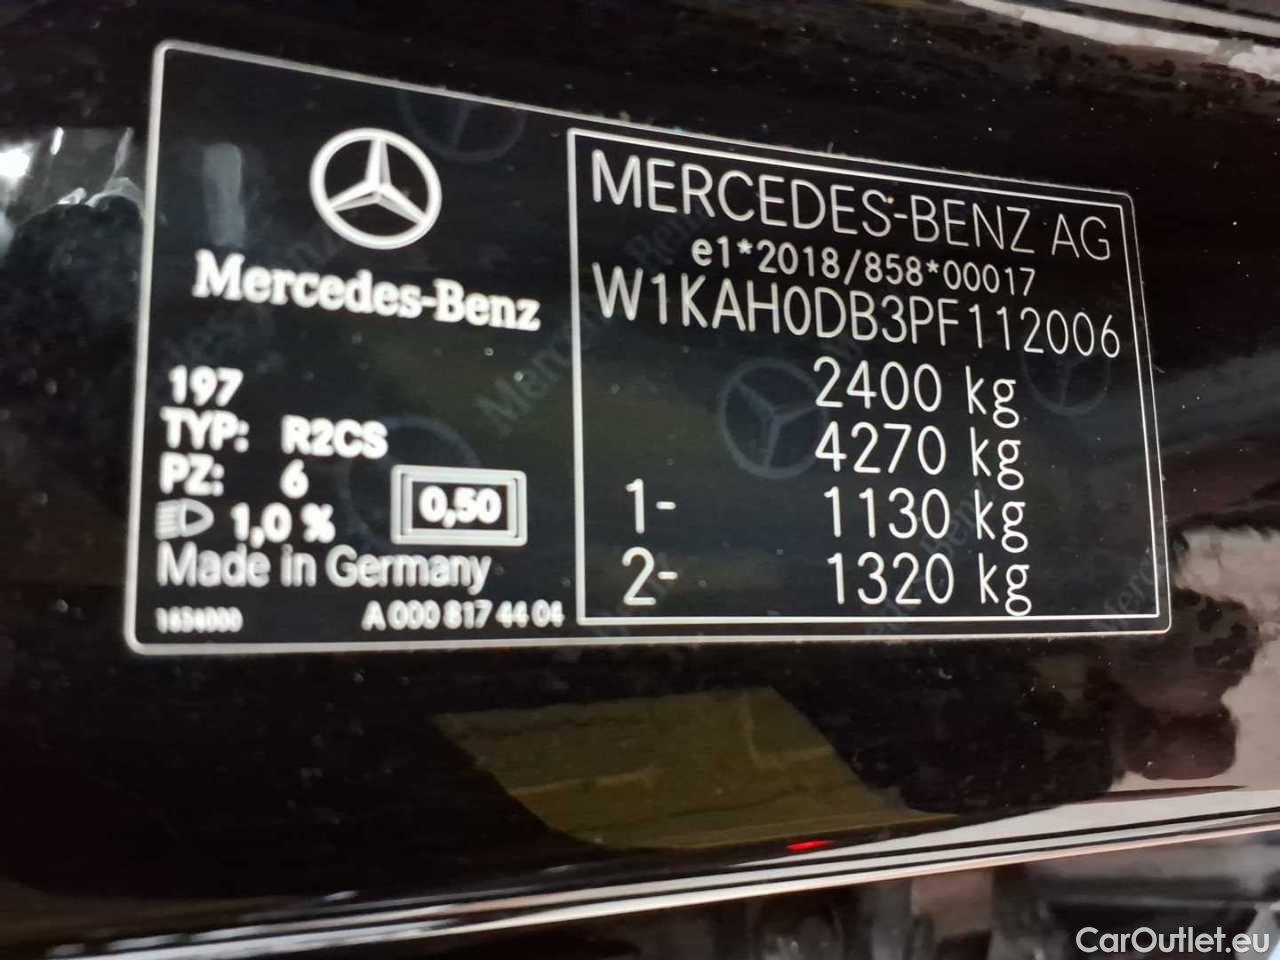 Mercedes-Benz
197
TYP: R2CS
PZ: 6
1,0 %
0,50
Made in Germany
A 000 817 44 04
MERCEDES-BENZ AG
e1*2018/858*00017
W1KAH0DB3PF112006
2400 kg
4270 kg
1- 1130 kg
2- 1320 kg
CarOutlet.eu